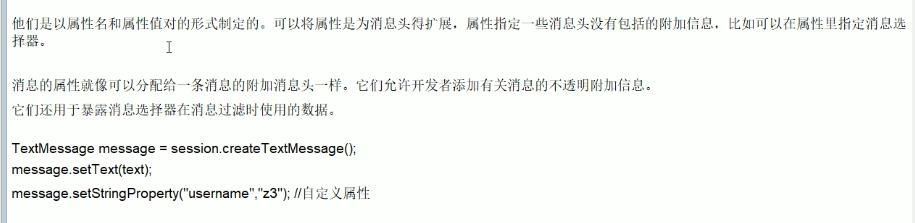 他们是以属性名和属性值对的形式制定的。可以将属性是为消息头得扩展，属性指定一些消息头没有包括的附加信息，比如可以在属性里指定消息选
择器。
消息的属性就像可以分配给一条消息的附加消息头一样。它们允许开发者添加有关消息的不透明附加信息。
它们还用于暴露消息选择器在消息过滤时使用的数据。
TextMessage message = session.createTextMessage();
message.setText(text);
message.setStringProperty("username","z3"); //自定义属性